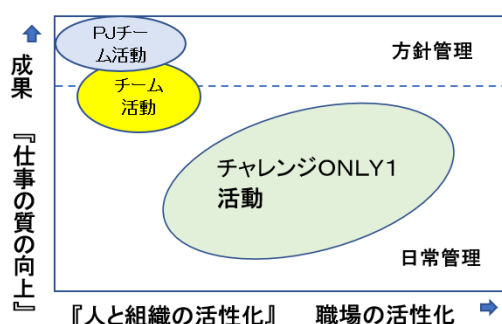 PJチー
ム活動
方針管理
チーム
活動
成果 『仕事の質の向上』
チャレンジONLY1
活動
日常管理
『人と組織の活性化』 職場の活性化